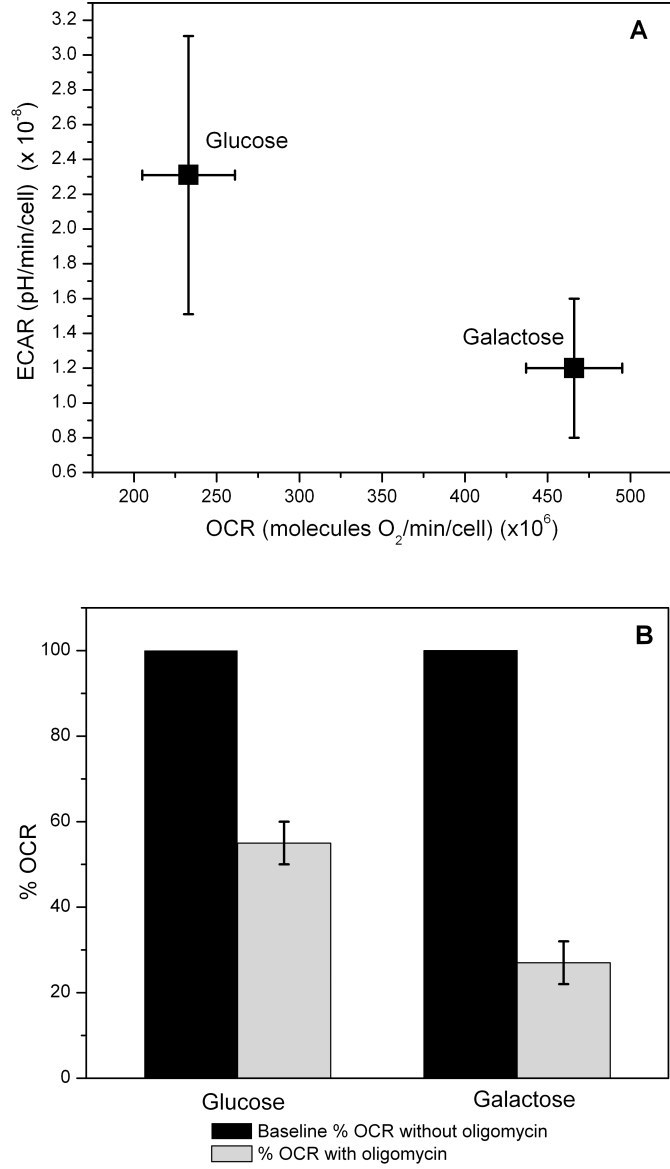 A
3.2
3.0
2.8
2.6
2.4
2.2
2.0
1.8
1.6
1.4
1.2
1.0
0.8
0.6
ECAR (pH/min/cell) (x 10⁻⁸)
Glucose
Galactose
200 250 300 350 400 450 500
OCR (molecules O₂/min/cell) (x10⁶)
B
100
80
60
40
20
0
% OCR
Glucose Galactose
Baseline % OCR without oligomycin
% OCR with oligomycin